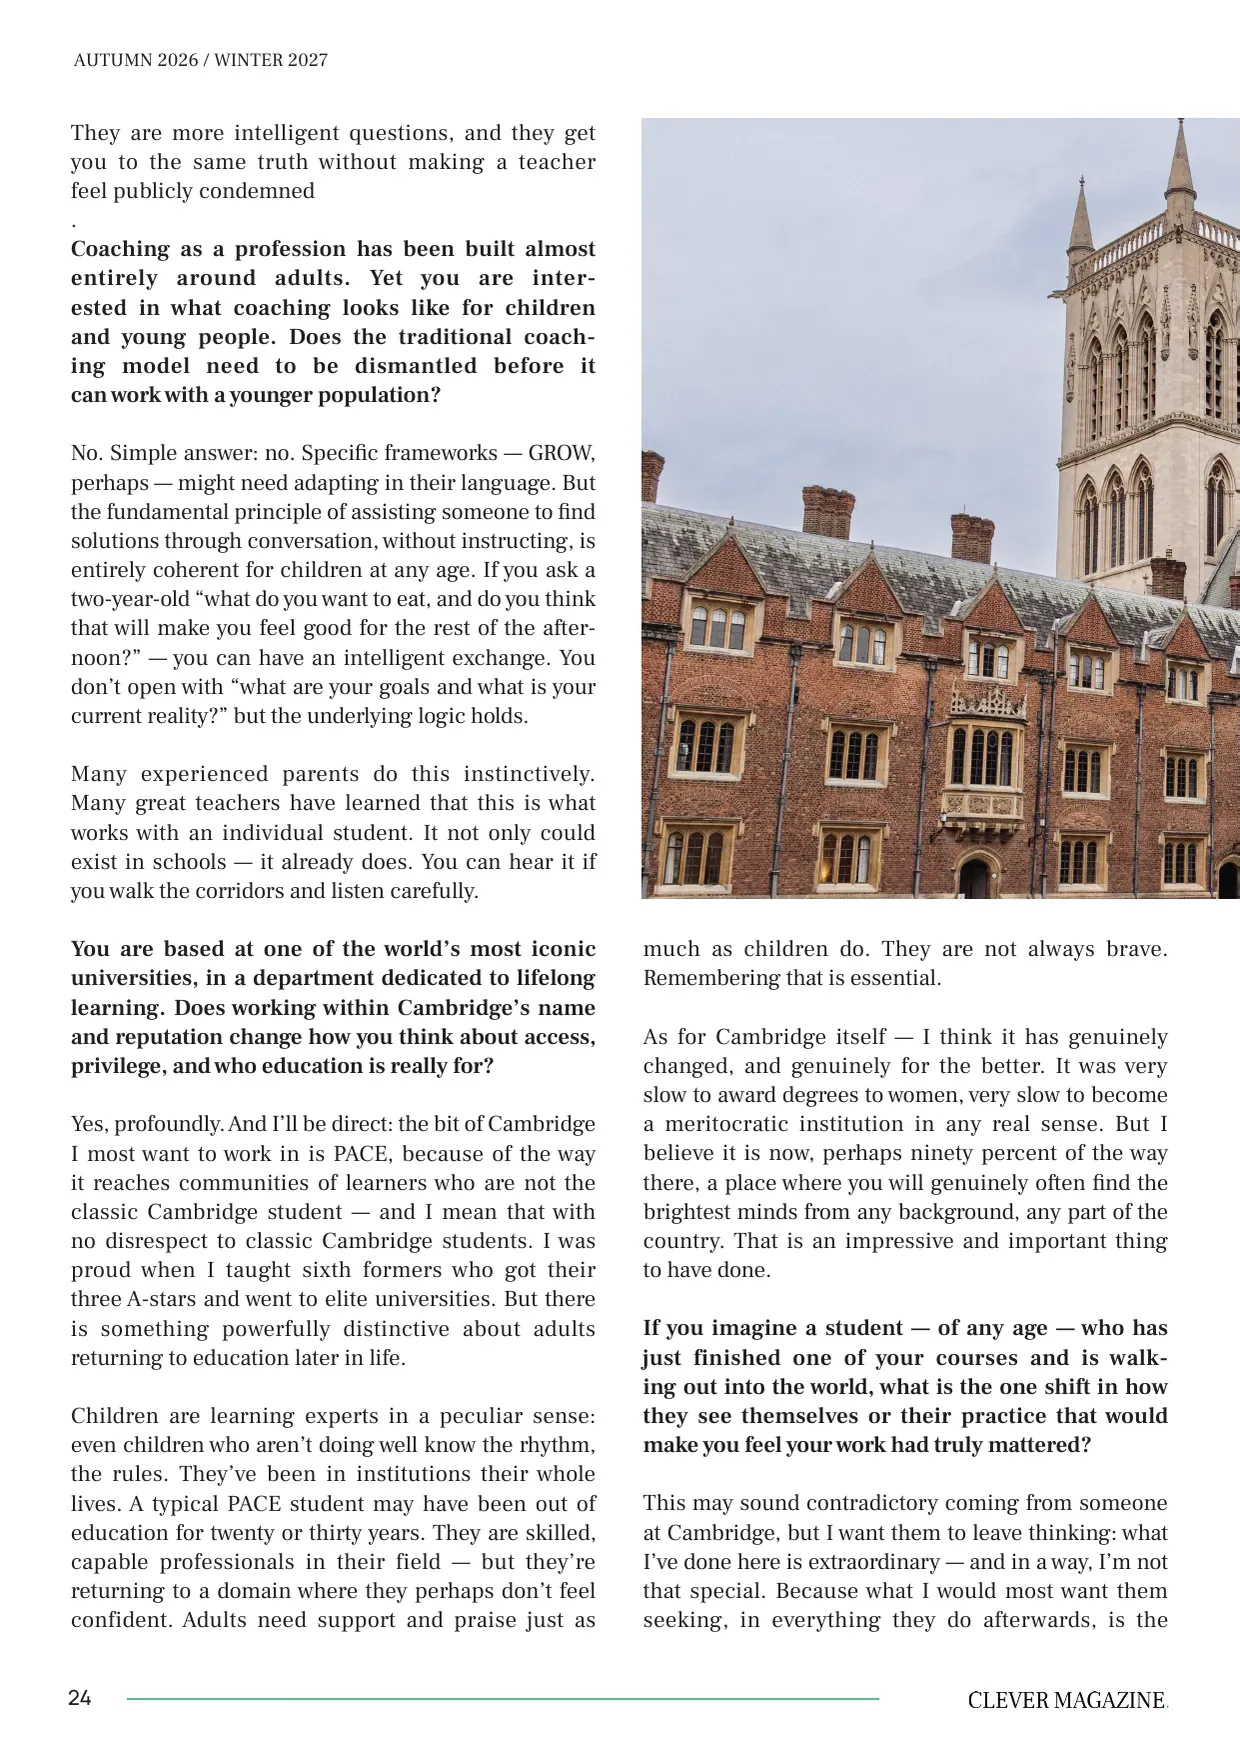 AUTUMN 2026 / WINTER 2027
They are more intelligent questions, and they get
you to the same truth without making a teacher
feel publicly condemned
.
Coaching as a profession has been built almost
entirely around adults. Yet you are inter-
ested in what coaching looks like for children
and young people. Does the traditional coach-
ing model need to be dismantled before it
can work with a younger population?
No. Simple answer: no. Specific frameworks — GROW,
perhaps — might need adapting in their language. But
the fundamental principle of assisting someone to find
solutions through conversation, without instructing, is
entirely coherent for children at any age. If you ask a
two-year-old “what do you want to eat, and do you think
that will make you feel good for the rest of the after-
noon?” — you can have an intelligent exchange. You
don’t open with “what are your goals and what is your
current reality?” but the underlying logic holds.
Many experienced parents do this instinctively.
Many great teachers have learned that this is what
works with an individual student. It not only could
exist in schools — it already does. You can hear it if
you walk the corridors and listen carefully.
You are based at one of the world’s most iconic
universities, in a department dedicated to lifelong
learning. Does working within Cambridge’s name
and reputation change how you think about access,
privilege, and who education is really for?
Yes, profoundly. And I’ll be direct: the bit of Cambridge
I most want to work in is PACE, because of the way
it reaches communities of learners who are not the
classic Cambridge student — and I mean that with
no disrespect to classic Cambridge students. I was
proud when I taught sixth formers who got their
three A-stars and went to elite universities. But there
is something powerfully distinctive about adults
returning to education later in life.
Children are learning experts in a peculiar sense:
even children who aren’t doing well know the rhythm,
the rules. They’ve been in institutions their whole
lives. A typical PACE student may have been out of
education for twenty or thirty years. They are skilled,
capable professionals in their field — but they’re
returning to a domain where they perhaps don’t feel
confident. Adults need support and praise just as
much as children do. They are not always brave.
Remembering that is essential.
As for Cambridge itself — I think it has genuinely
changed, and genuinely for the better. It was very
slow to award degrees to women, very slow to become
a meritocratic institution in any real sense. But I
believe it is now, perhaps ninety percent of the way
there, a place where you will genuinely often find the
brightest minds from any background, any part of the
country. That is an impressive and important thing
to have done.
If you imagine a student — of any age — who has
just finished one of your courses and is walk-
ing out into the world, what is the one shift in how
they see themselves or their practice that would
make you feel your work had truly mattered?
This may sound contradictory coming from someone
at Cambridge, but I want them to leave thinking: what
I’ve done here is extraordinary — and in a way, I’m not
that special. Because what I would most want them
seeking, in everything they do afterwards, is the
24
CLEVER MAGAZINE.